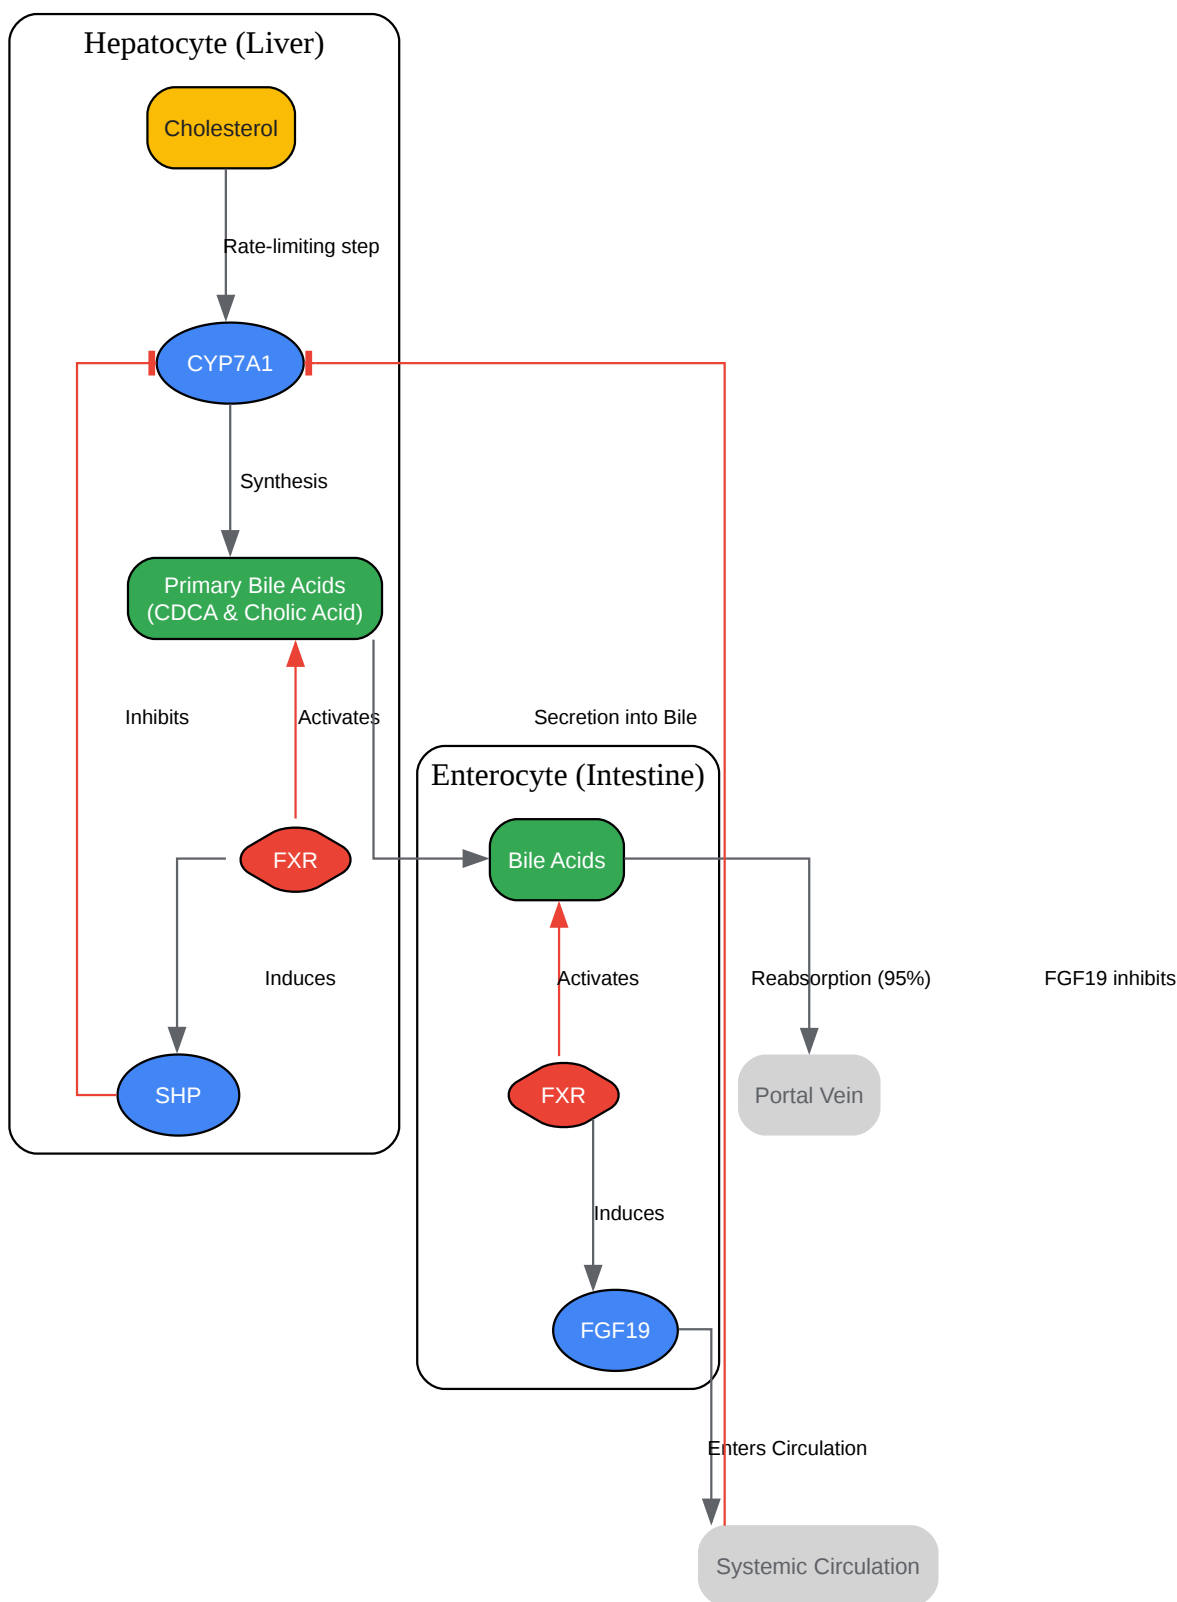 Hepatocyte (Liver)
Cholesterol
Rate-limiting step
CYP7A1
Synthesis
Primary Bile Acids
(CDCA & Cholic Acid)
Inhibits
Activates
Secretion into Bile
Enterocyte (Intestine)
FXR
Bile Acids
Induces
Activates
Reabsorption (95%)
FGF19 inhibits
SHP
FXR
Portal Vein
Induces
FGF19
Enters Circulation
Systemic Circulation